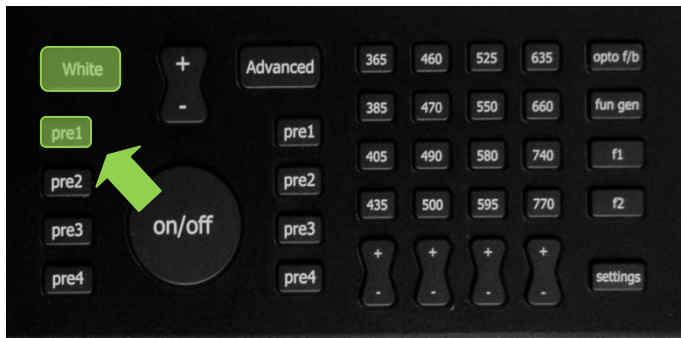 White + Advanced 365 460 525 635 opto f/b
-
385 470 550 660 fun gen
pre1 pre1
405 490 580 740 f1
pre2 pre2
435 500 595 770 f2
pre3 on/off pre3
+ + + +
pre4 pre4 settings
- - - -